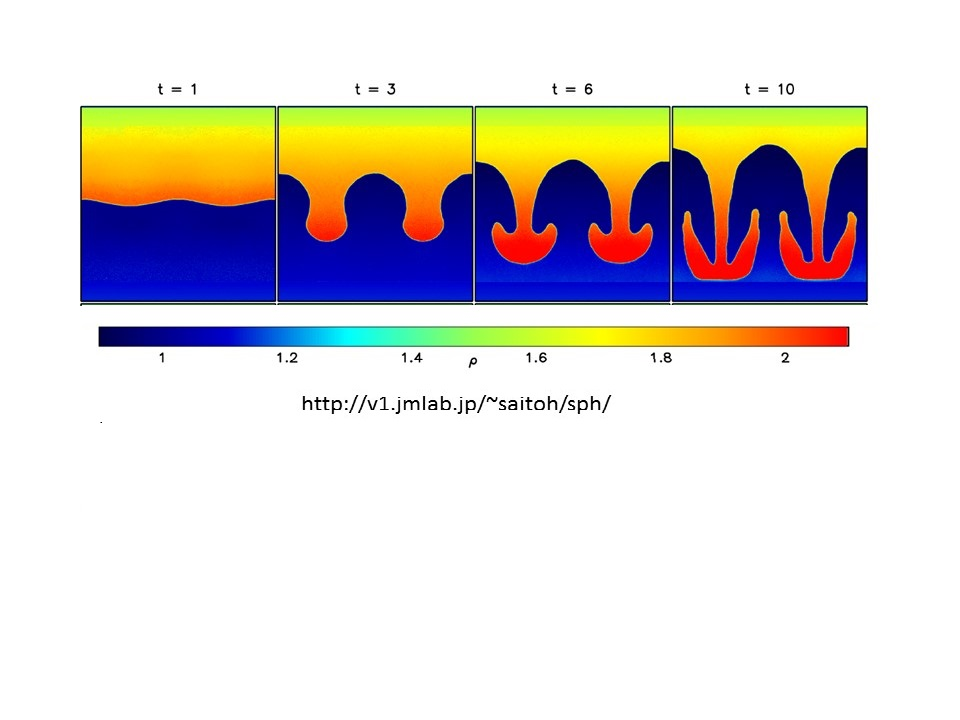 t = 1 t = 3 t = 6 t = 10
1 1.2 1.4 ρ 1.6 1.8 2
http://v1.jmlab.jp/~saitoh/sph/